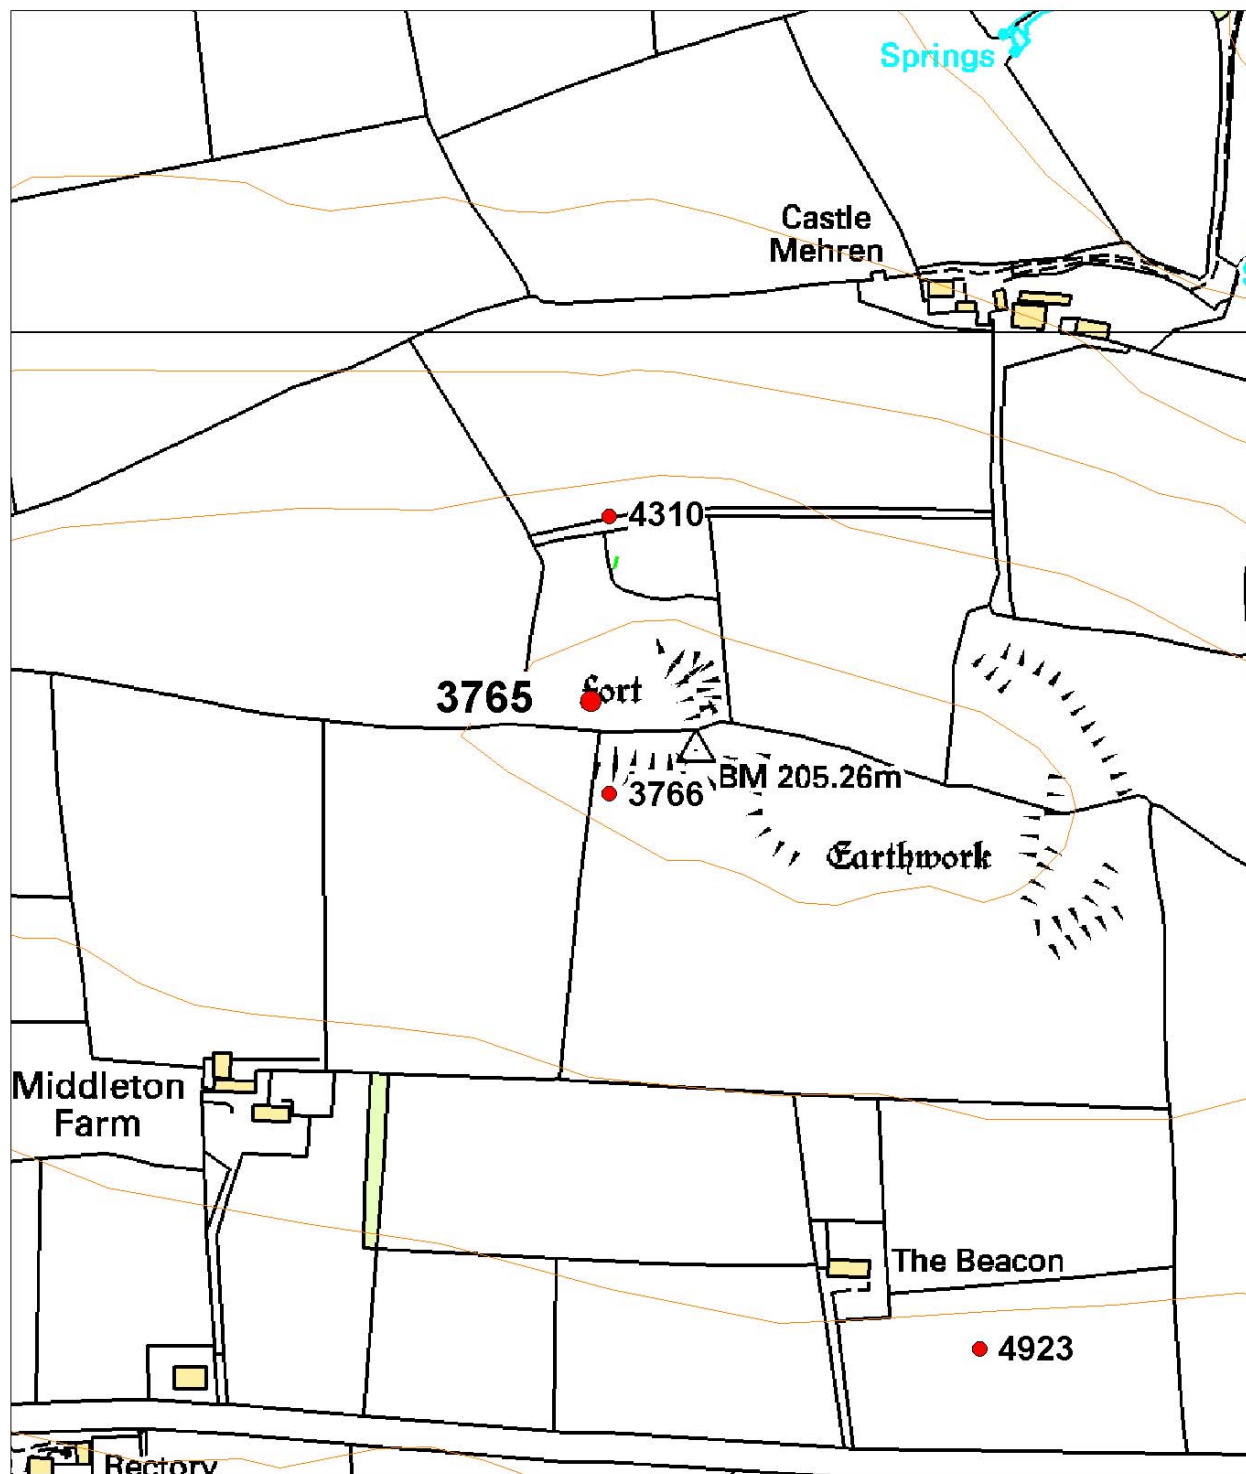 Springs
Castle
Mehren
4310
3765
fort
BM 205.26m
3766
Earthwork
Middleton
Farm
The Beacon
4923
Rectory